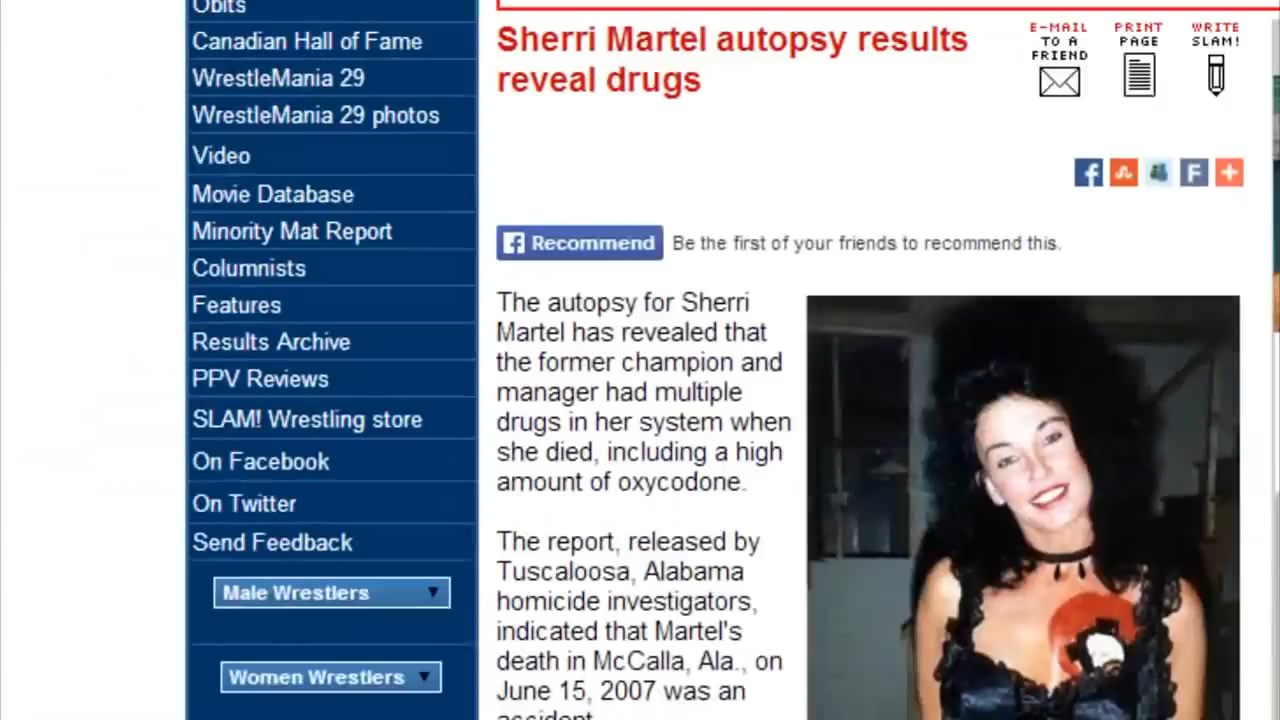 Obits
Canadian Hall of Fame
WrestleMania 29
WrestleMania 29 photos
Video
Movie Database
Minority Mat Report
Columnists
Features
Results Archive
PPV Reviews
SLAM! Wrestling store
On Facebook
On Twitter
Send Feedback
Male Wrestlers
Women Wrestlers
Sherri Martel autopsy results
reveal drugs
E-MAIL
TO A
FRIEND
PRINT
PAGE
WRITE
SLAM!
Recommend
Be the first of your friends to recommend this.
The autopsy for Sherri
Martel has revealed that
the former champion and
manager had multiple
drugs in her system when
she died, including a high
amount of oxycodone.
The report, released by
Tuscaloosa, Alabama
homicide investigators,
indicated that Martel's
death in McCalla, Ala., on
June 15, 2007 was an
accident.